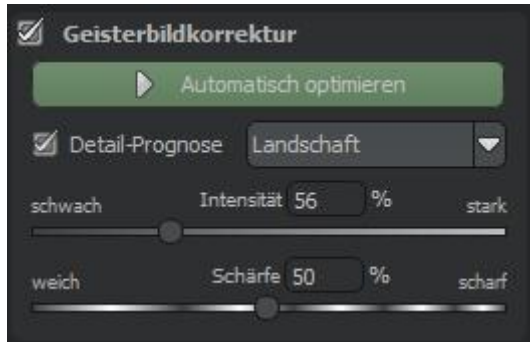 Geisterbildkorrektur
Automatisch optimieren
Detail-Prognose Landschaft
schwach Intensität 56 % stark
weich Schärfe 50 % scharf